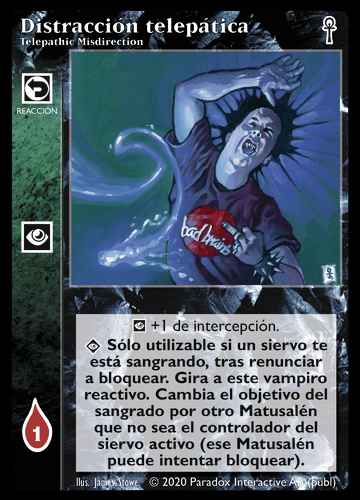 Distracción telepática
Telepathic Misdirection
REACCIÓN
bad brains
+1 de intercepción.
Sólo utilizable si un siervo te
está sangrando, tras renunciar
a bloquear. Gira a este vampiro
reactivo. Cambia el objetivo del
sangrado por otro Matusalén
que no sea el controlador del
siervo activo (ese Matusalén
puede intentar bloquear).
1
Illus. James Stowe © 2020 Paradox Interactive AB (Publ)